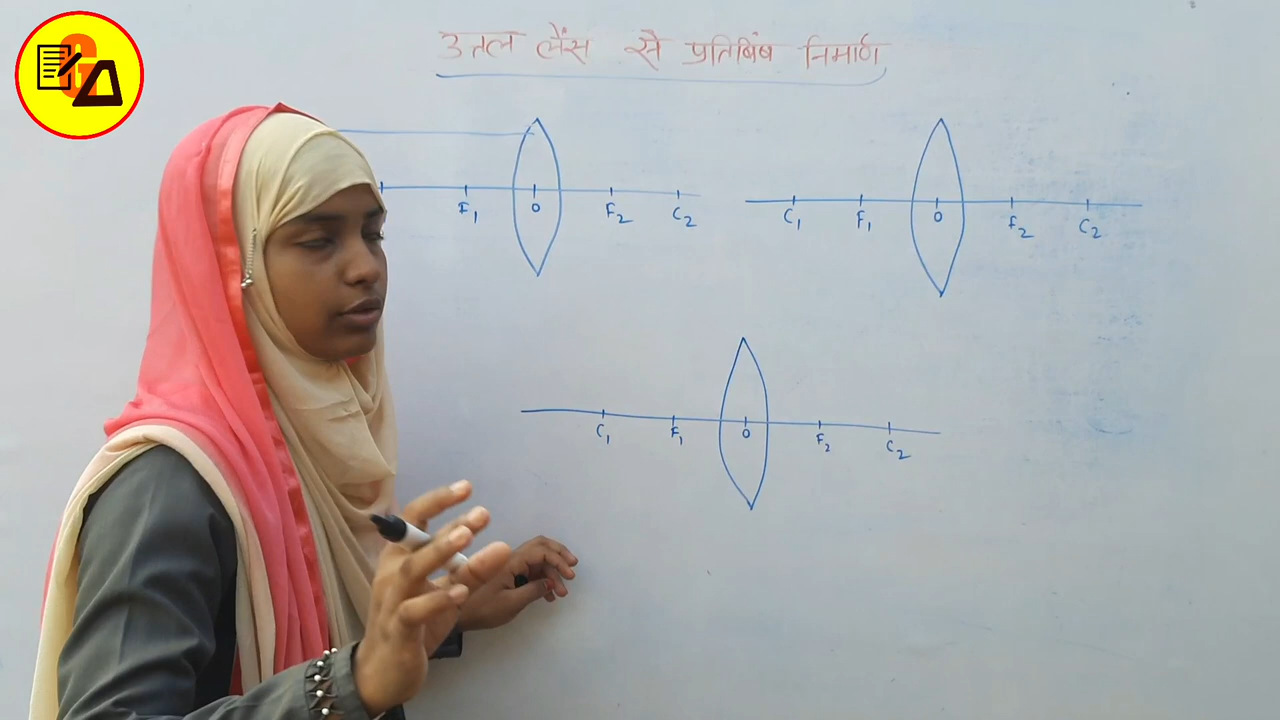 उत्तल लेंस से प्रतिबिंब निर्माण
F₁ O F₂ C₂
C₁ F₁ O F₂ C₂
C₁ F₁ O F₂ C₂